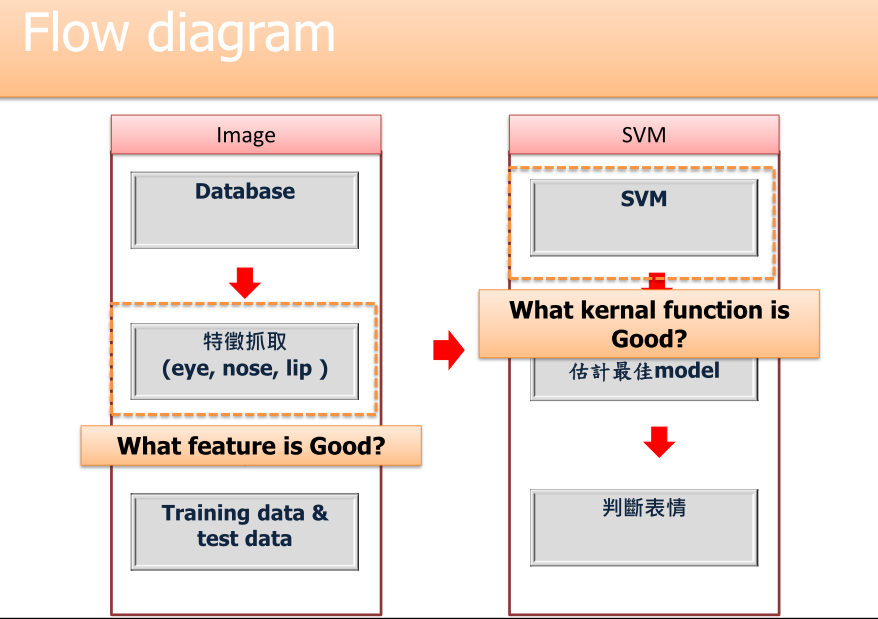 Flow diagram
Image
Database
特徵抓取
(eye, nose, lip )
What feature is Good?
Training data &
test data
SVM
SVM
What kernal function is
Good?
估計最佳model
判斷表情